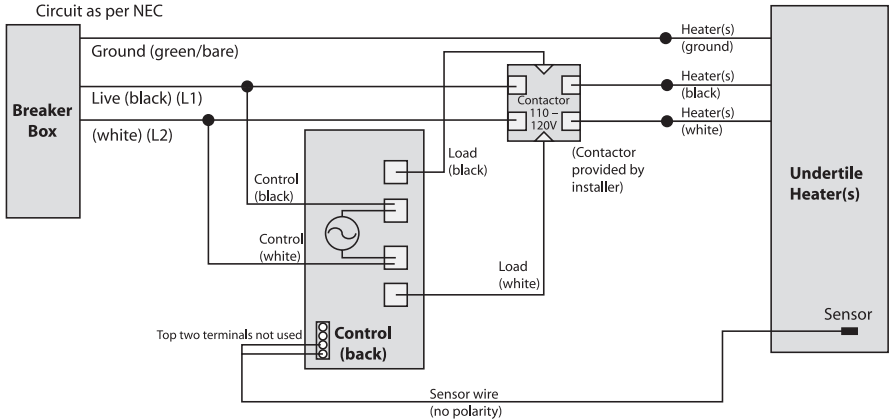 Circuit as per NEC
Ground (green/bare)
Heater(s)
(ground)
Breaker
Box
Live (black) (L1)
(white) (L2)
Contactor
110 –
120V
Heater(s)
(black)
Heater(s)
(white)
Load
(black)
(Contactor
provided by
installer)
Undertile
Heater(s)
Control
(black)
Control
(white)
Load
(white)
Sensor
Top two terminals not used
Control
(back)
Sensor wire
(no polarity)